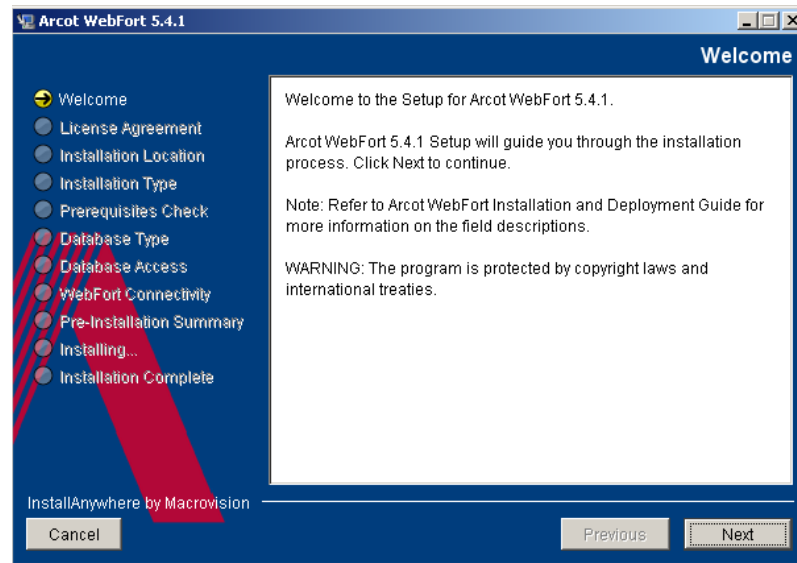 Arcot WebFort 5.4.1
Welcome
Welcome
License Agreement
Installation Location
Installation Type
Prerequisites Check
Database Type
Database Access
WebFort Connectivity
Pre-Installation Summary
Installing...
Installation Complete
Welcome to the Setup for Arcot WebFort 5.4.1.
Arcot WebFort 5.4.1 Setup will guide you through the installation
process. Click Next to continue.
Note: Refer to Arcot WebFort Installation and Deployment Guide for
more information on the field descriptions.
WARNING: The program is protected by copyright laws and
international treaties.
InstallAnywhere by Macrovision
Cancel
Previous
Next